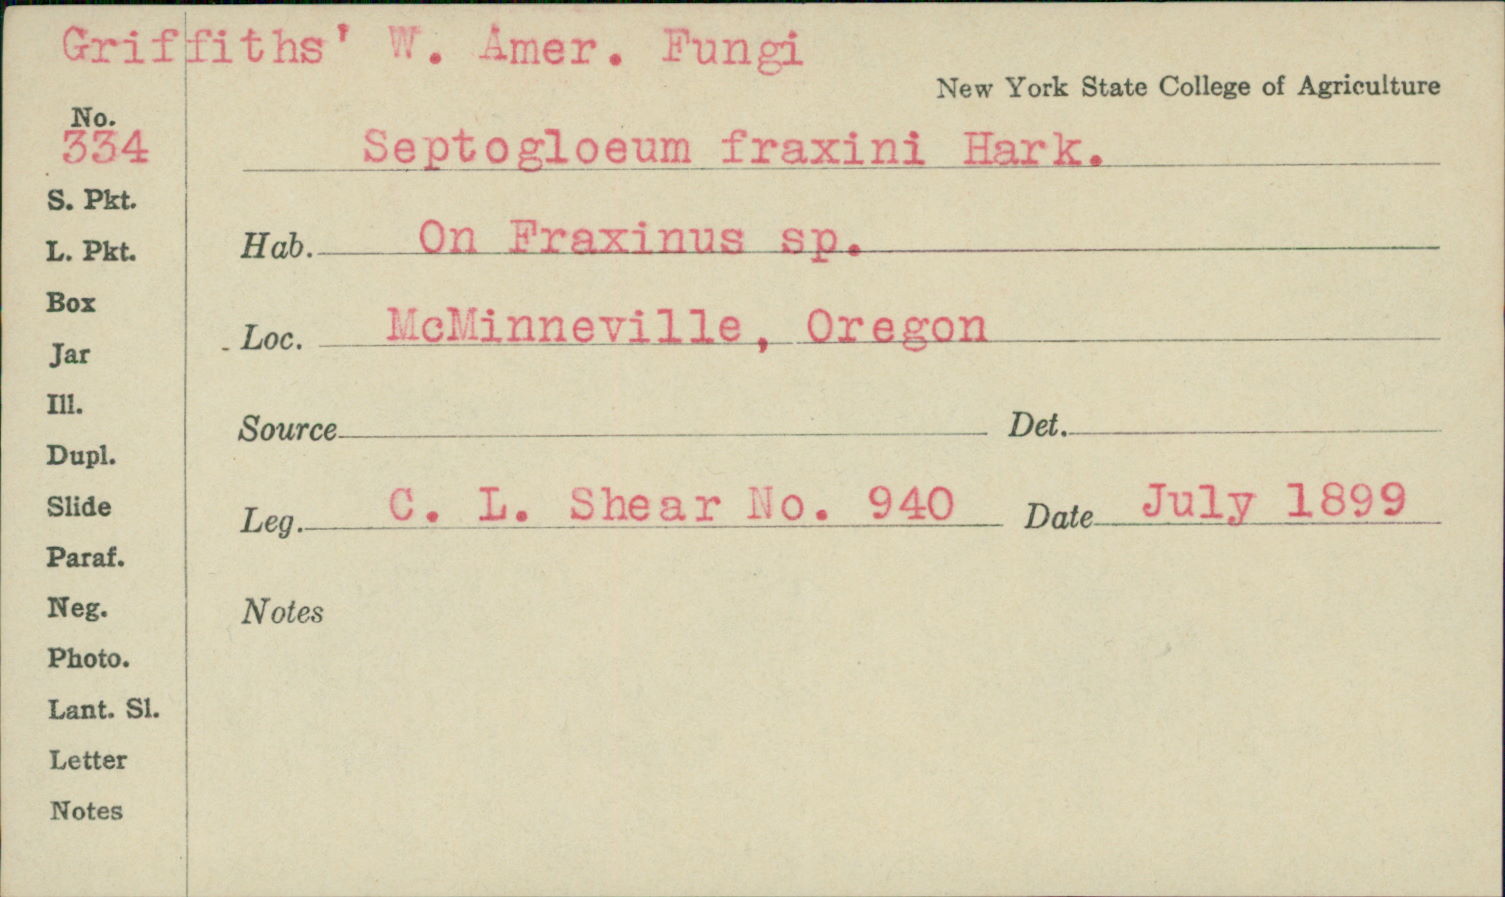 Griffiths' W. Amer. Fungi
New York State College of Agriculture
No.
334
Septogloeum fraxini Hark.
S. Pkt.
L. Pkt.
Hab. On Fraxinus sp.
Box
Loc. McMinneville, Oregon
Jar
Ill.
Source Det.
Dupl.
Slide
Leg. C. L. Shear No. 940 Date July 1899
Paraf.
Neg.
Notes
Photo.
Lant. Sl.
Letter
Notes